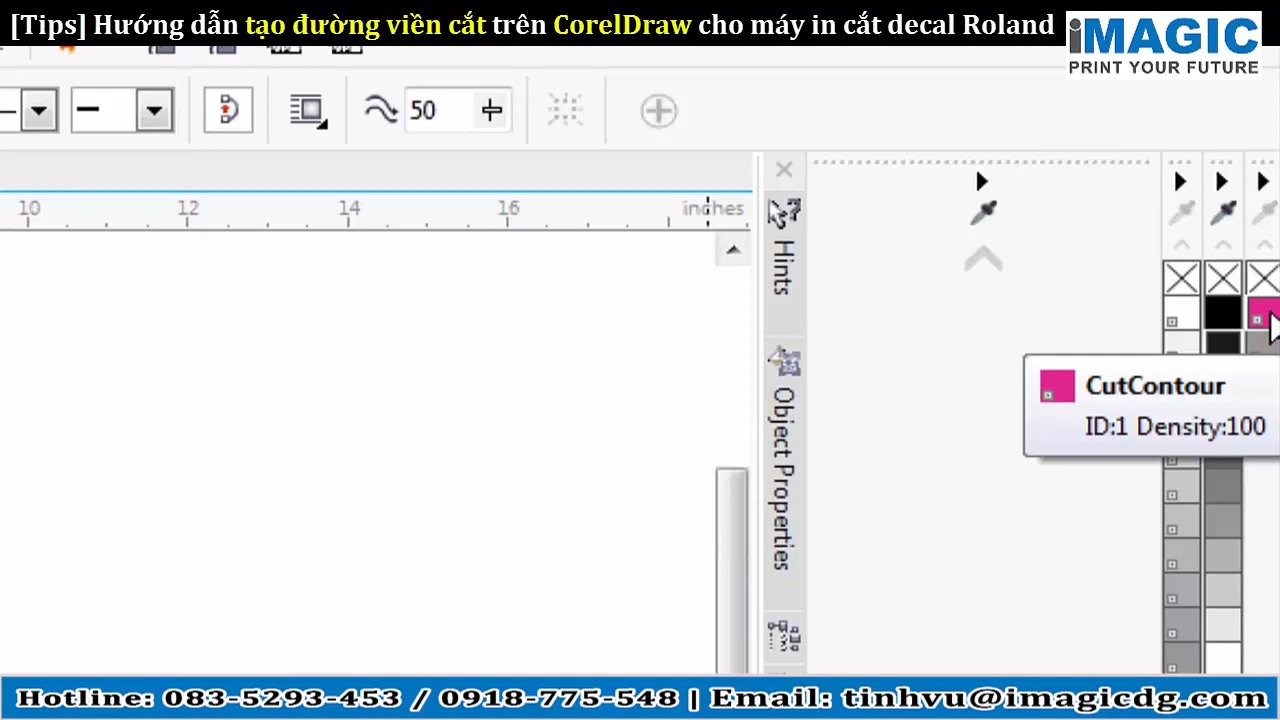 [Tips] Hướng dẫn tạo đường viền cắt trên CorelDraw cho máy in cắt decal Roland
iMAGIC
PRINT YOUR FUTURE
50
10
12
14
16
inches
Hints
Object Properties
CutContour
ID:1 Density:100
Hotline: 083-5293-453 / 0918-775-548 | Email: tinhvu@imagicdg.com